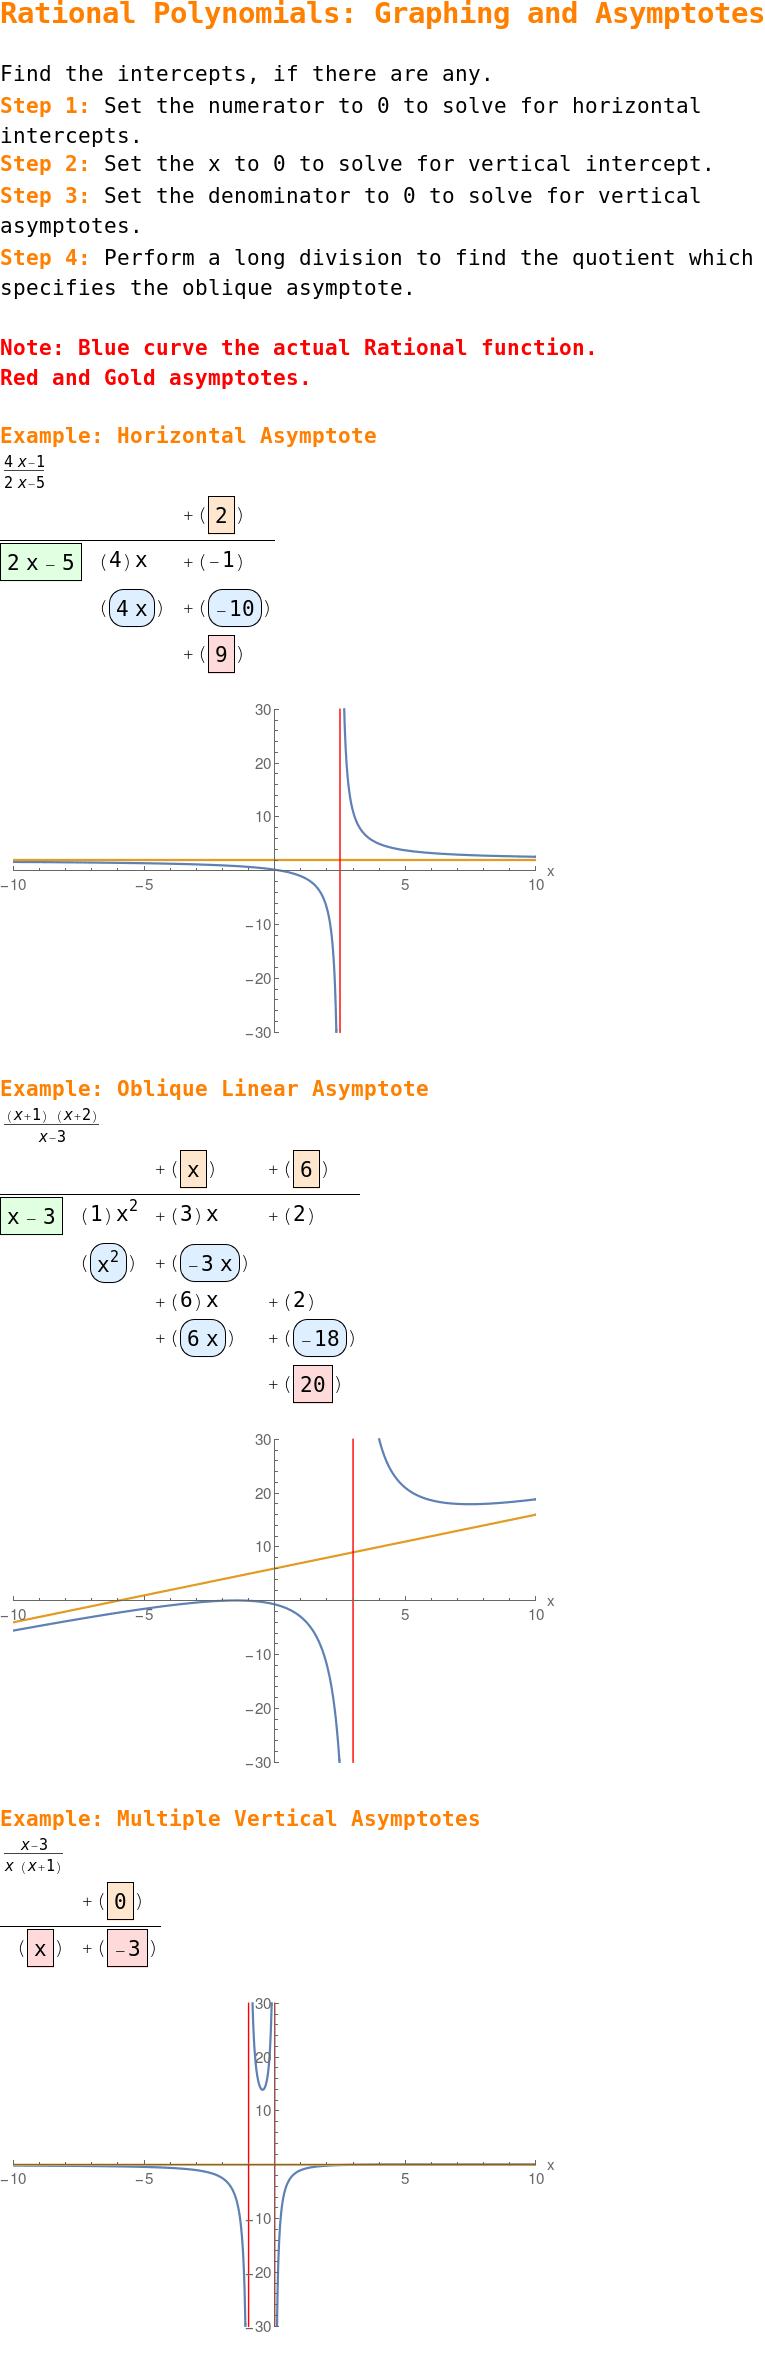 Rational Polynomials: Graphing and Asymptotes
Find the intercepts, if there are any.
Step 1: Set the numerator to 0 to solve for horizontal
intercepts.
Step 2: Set the x to 0 to solve for vertical intercept.
Step 3: Set the denominator to 0 to solve for vertical
asymptotes.
Step 4: Perform a long division to find the quotient which
specifies the oblique asymptote.
Note: Blue curve the actual Rational function.
Red and Gold asymptotes.
Example: Horizontal Asymptote
4 x−1
2 x−5
+ (2)
2 x − 5 (4) x + (−1)
(4 x) + (−10)
+ (9)
30
20
10
−10 −5 5 10 x
−10
−20
−30
Example: Oblique Linear Asymptote
(x+1) (x+2)
x−3
+ (x) + (6)
x − 3 (1) x² + (3) x + (2)
(x²) + (−3 x)
+ (6) x + (2)
+ (6 x) + (−18)
+ (20)
30
20
10
−10 −5 5 10 x
−10
−20
−30
Example: Multiple Vertical Asymptotes
x−3
x (x+1)
+ (0)
(x) + (−3)
30
20
10
−10 −5 5 10 x
−10
−20
−30